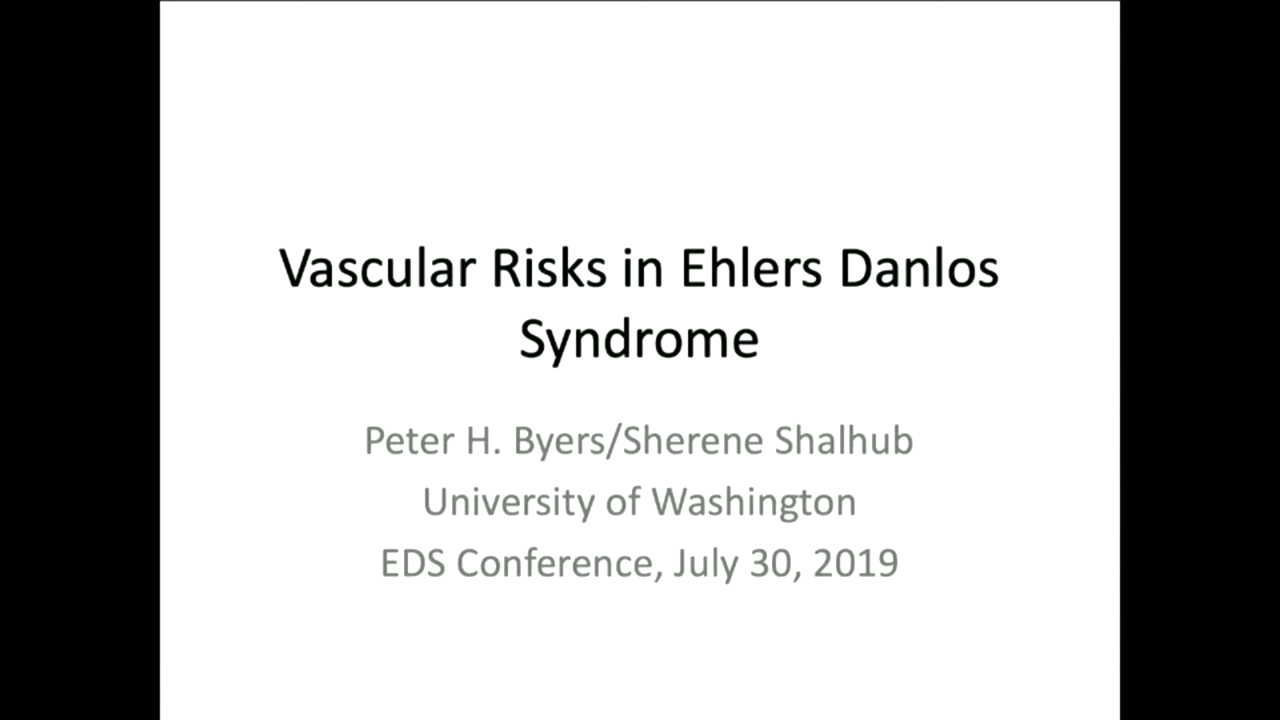 Vascular Risks in Ehlers Danlos
Syndrome
Peter H. Byers/Sherene Shalhub
University of Washington
EDS Conference, July 30, 2019